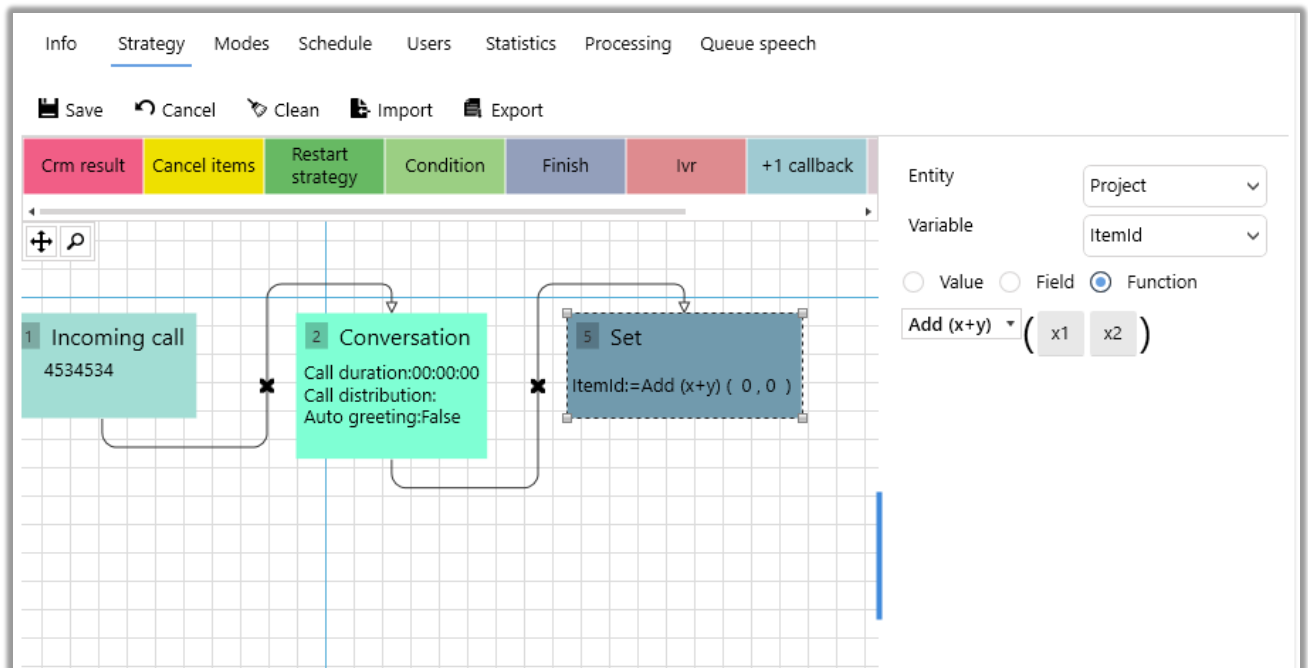 Info Strategy Modes Schedule Users Statistics Processing Queue speech
Save Cancel Clean Import Export
Crm result Cancel items Restart strategy Condition Finish Ivr +1 callback
Entity Project
Variable ItemId
Value Field Function
Add (x+y) ( x1 x2 )
1 Incoming call
4534534
2 Conversation
Call duration:00:00:00
Call distribution:
Auto greeting:False
5 Set
ItemId:=Add (x+y) ( 0 , 0 )